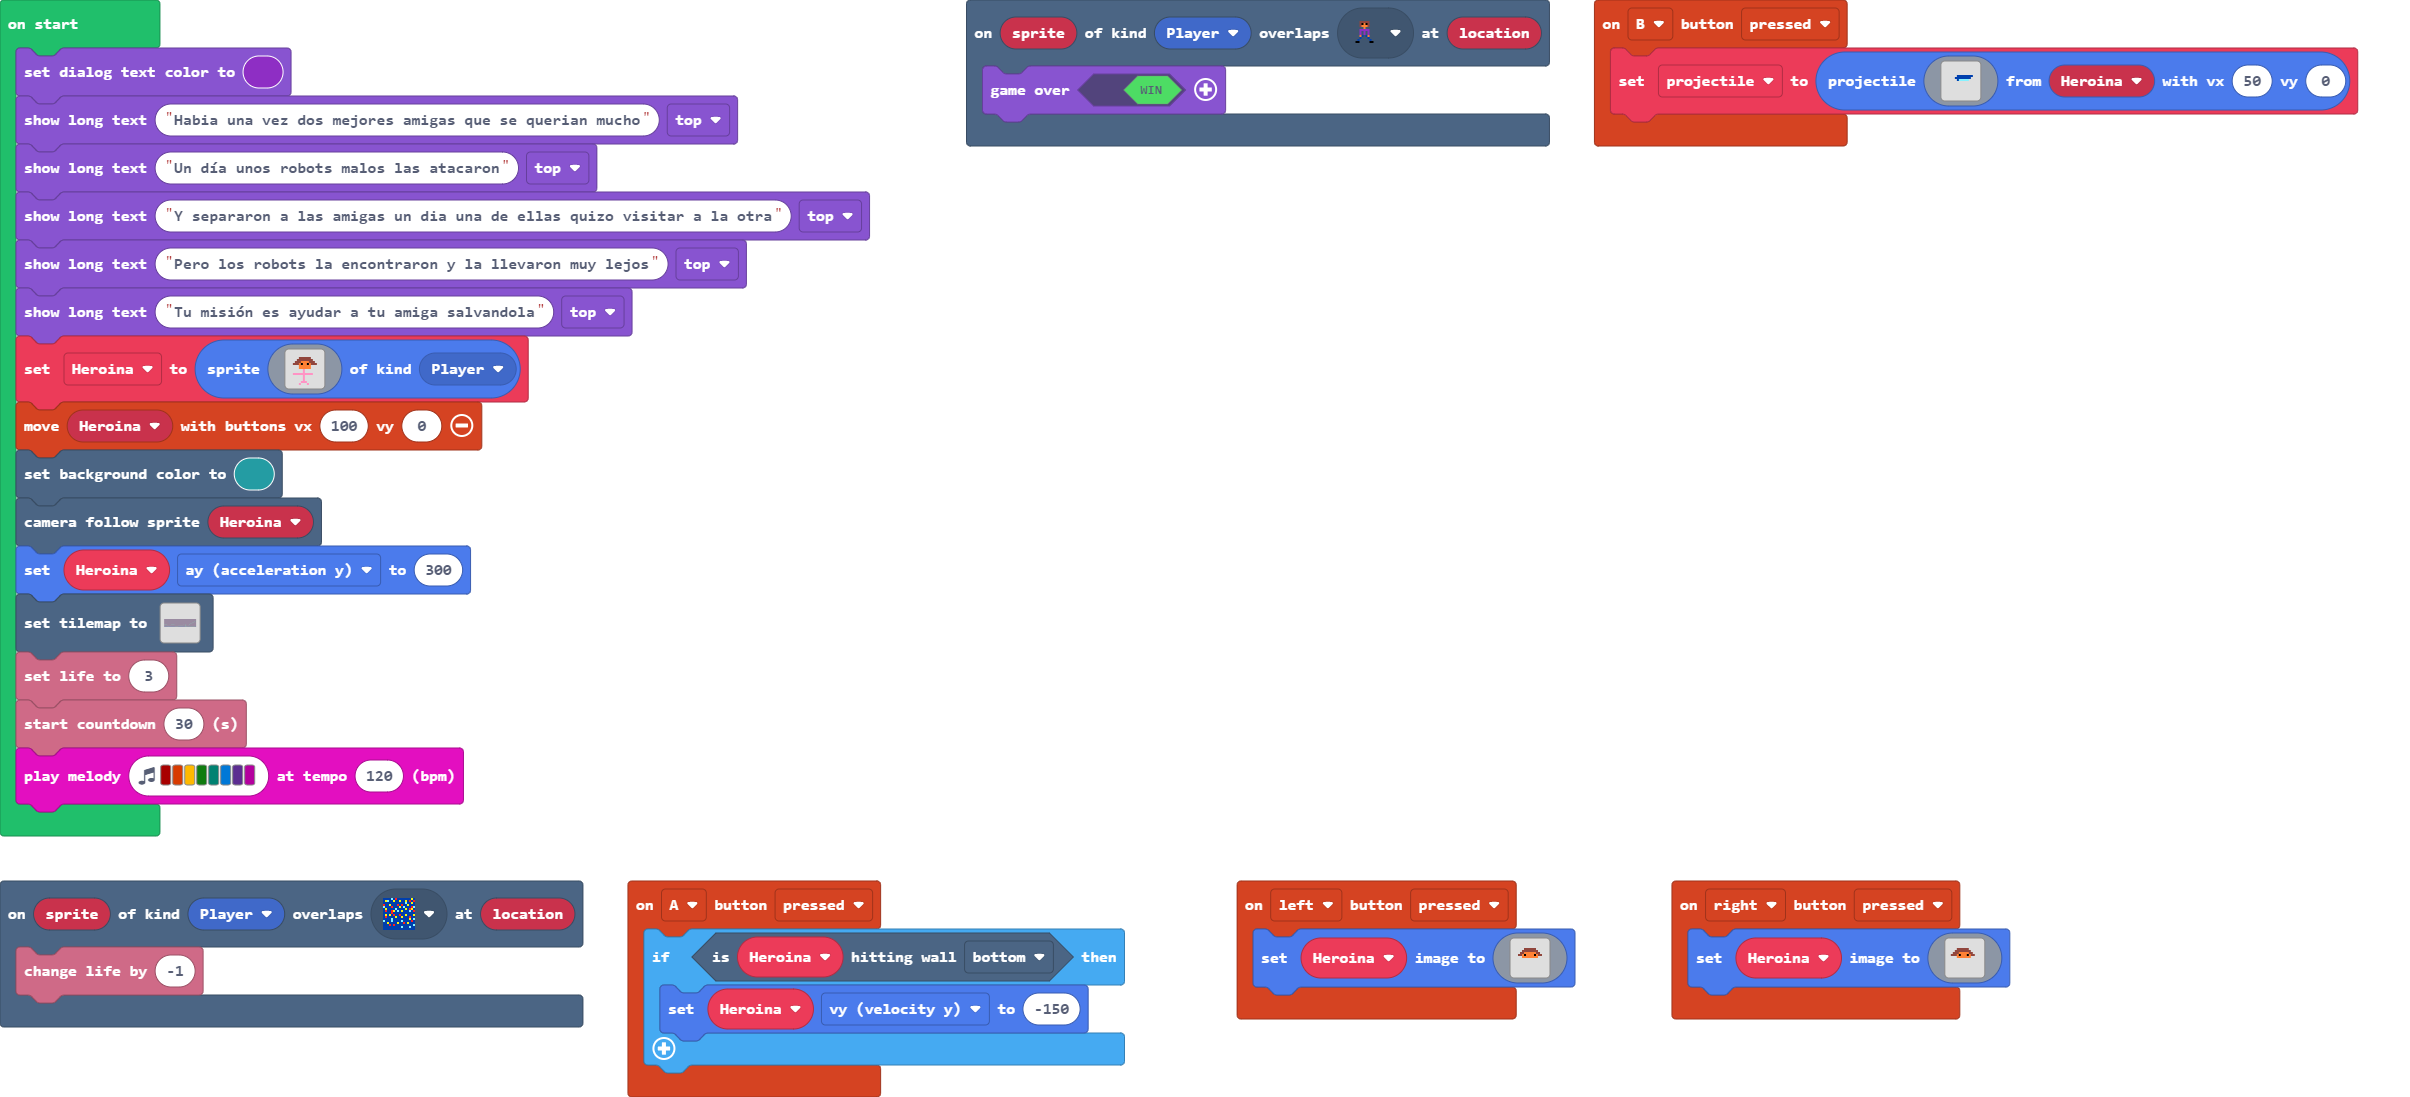 on start
set dialog text color to
show long text "Habia una vez dos mejores amigas que se querian mucho" top
show long text "Un día unos robots malos las atacaron" top
show long text "Y separaron a las amigas un dia una de ellas quizo visitar a la otra" top
show long text "Pero los robots la encontraron y la llevaron muy lejos" top
show long text "Tu misión es ayudar a tu amiga salvandola" top
set Heroina to sprite of kind Player
move Heroina with buttons vx 100 vy 0
set background color to
camera follow sprite Heroina
set Heroina ay (acceleration y) to 300
set tilemap to
set life to 3
start countdown 30 (s)
play melody at tempo 120 (bpm)
on sprite of kind Player overlaps at location
game over WIN
on B button pressed
set projectile to projectile from Heroina with vx 50 vy 0
on sprite of kind Player overlaps at location
change life by -1
on A button pressed
if is Heroina hitting wall bottom then
set Heroina vy (velocity y) to -150
on left button pressed
set Heroina image to
on right button pressed
set Heroina image to